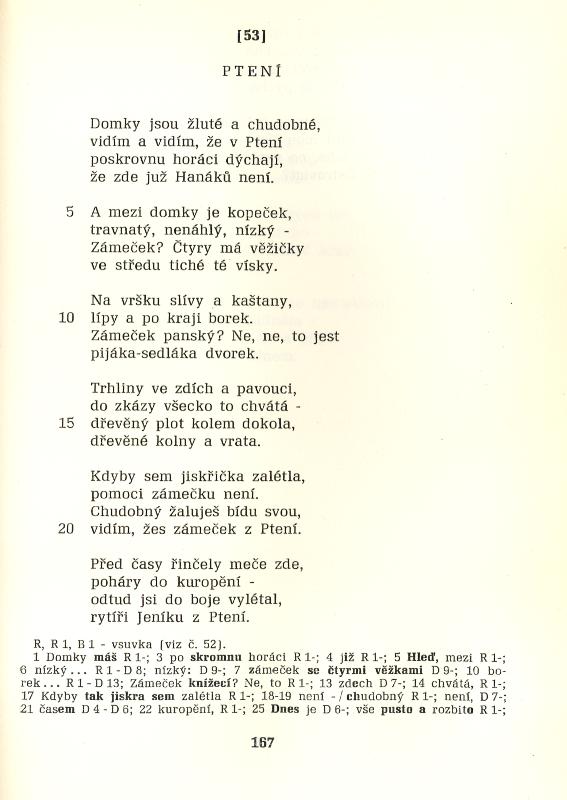 [53]
PTENÍ
Domky jsou žluté a chudobné,
vidím a vidím, že v Ptení
poskrovnu horáci dýchají,
že zde juž Hanáků není.
5 A mezi domky je kopeček,
travnatý, nenáhlý, nízký -
Zámeček? Čtyry má věžičky
ve středu tiché té vísky.
Na vršku slívy a kaštany,
10 lípy a po kraji borek.
Zámeček panský? Ne, ne, to jest
pijáka-sedláka dvorek.
Trhliny ve zdích a pavouci,
do zkázy všecko to chvátá -
15 dřevěný plot kolem dokola,
dřevěné kolny a vrata.
Kdyby sem jiskřička zalétla,
pomoci zámečku není.
Chudobný žaluješ bídu svou,
20 vidím, žes zámeček z Ptení.
Před časy řinčely meče zde,
poháry do kuropění -
odtud jsi do boje vylétal,
rytíři Jeníku z Ptení.
R, R 1, B 1 - vsuvka (viz č. 52).
1 Domky máš R 1-; 3 po skromnu horáci R 1-; 4 již R 1-; 5 Hleď, mezi R 1-;
6 nízký... R 1 - D 8; nízký: D 9-; 7 zámeček se čtyrmi věžkami D 9-; 10 bo-
rek... R 1 - D 13; Zámeček knížecí? Ne, to R 1-; 13 zdech D 7-; 14 chvátá, R 1-;
17 Kdyby tak jiskra sem zalétla R 1-; 18-19 není - / chudobný R 1-; není, D 7-;
21 časem D 4 - D 6; 22 kuropění, R 1-; 25 Dnes je D 6-; vše pusto a rozbito R 1-;
167